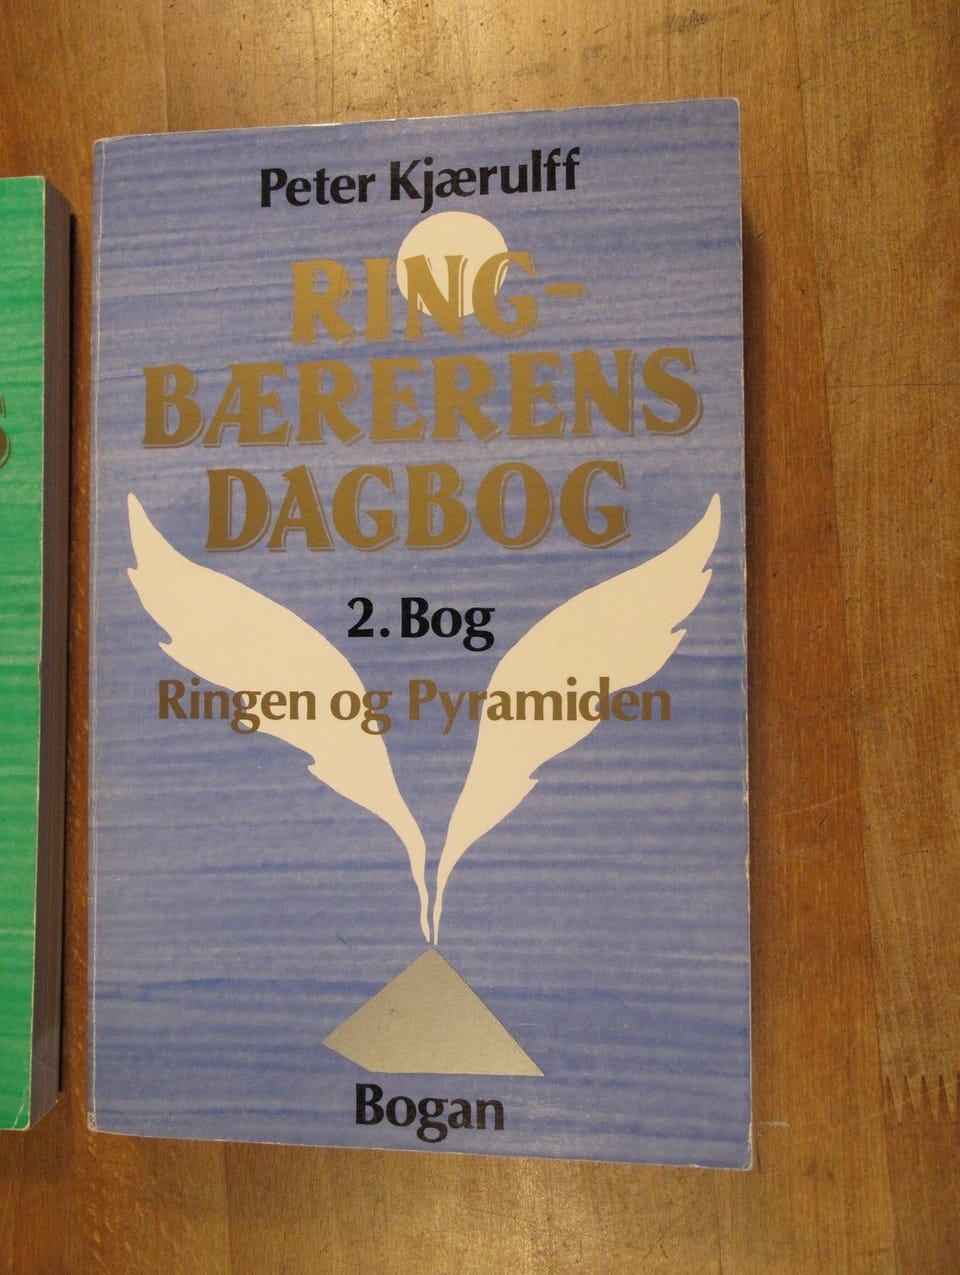 Peter Kjærulff
RING-
BÆRERENS
DAGBOG
2. Bog
Ringen og Pyramiden
Bogan
S